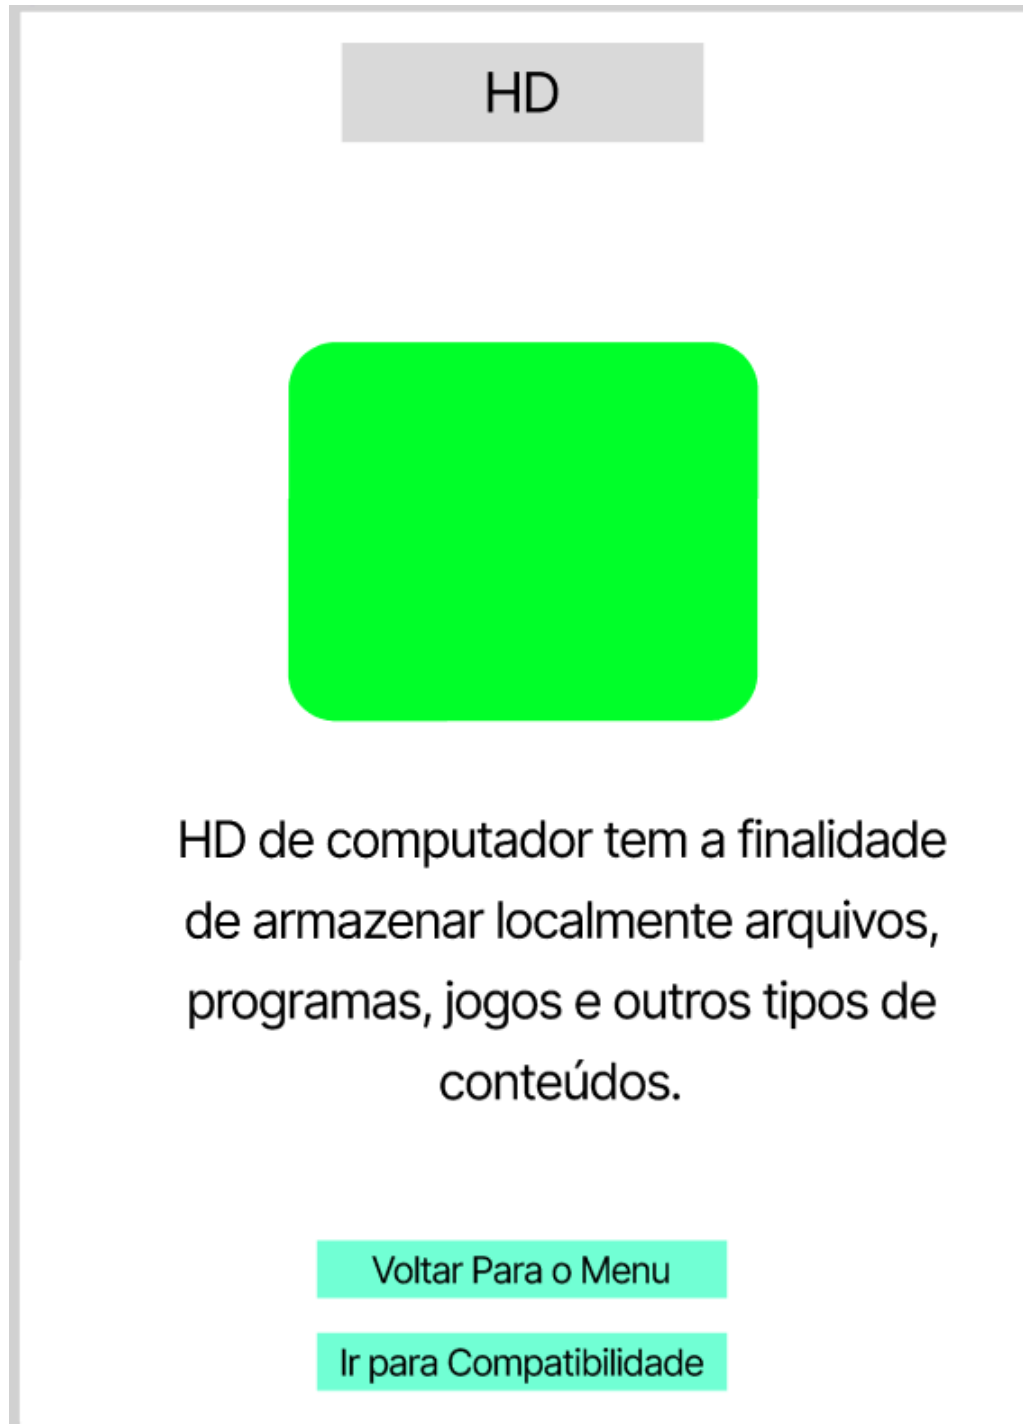 HD
HD de computador tem a finalidade
de armazenar localmente arquivos,
programas, jogos e outros tipos de
conteúdos.
Voltar Para o Menu
Ir para Compatibilidade